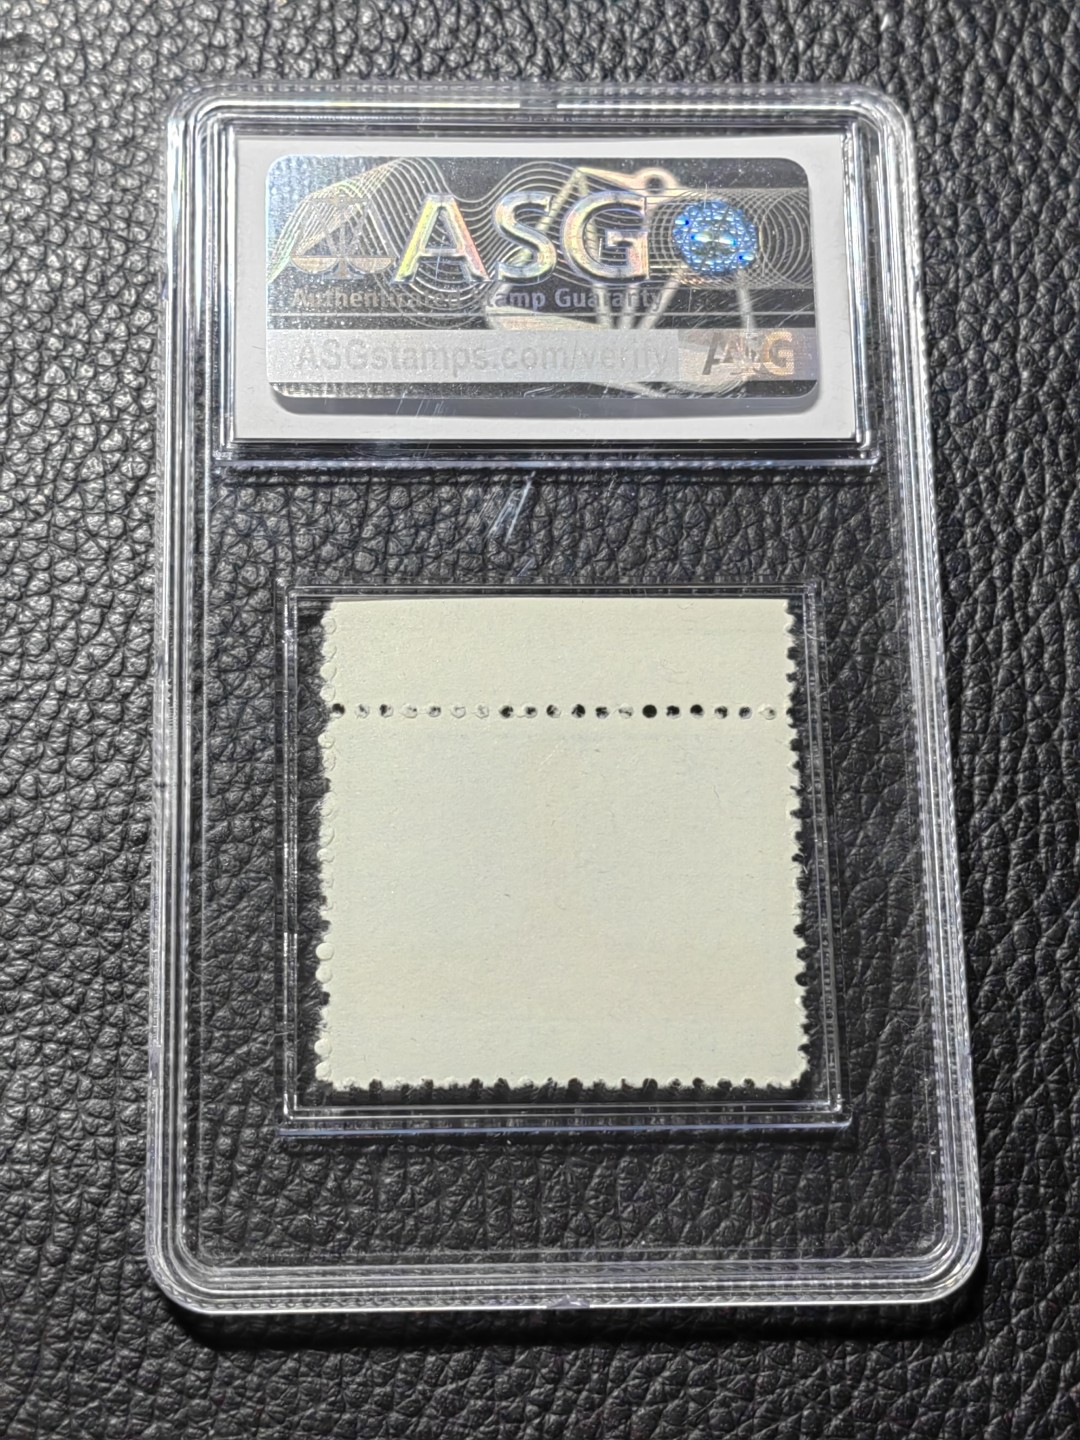 ASG
Authenticated Stamp Guaranty
ASGstamps.com/verify ASG